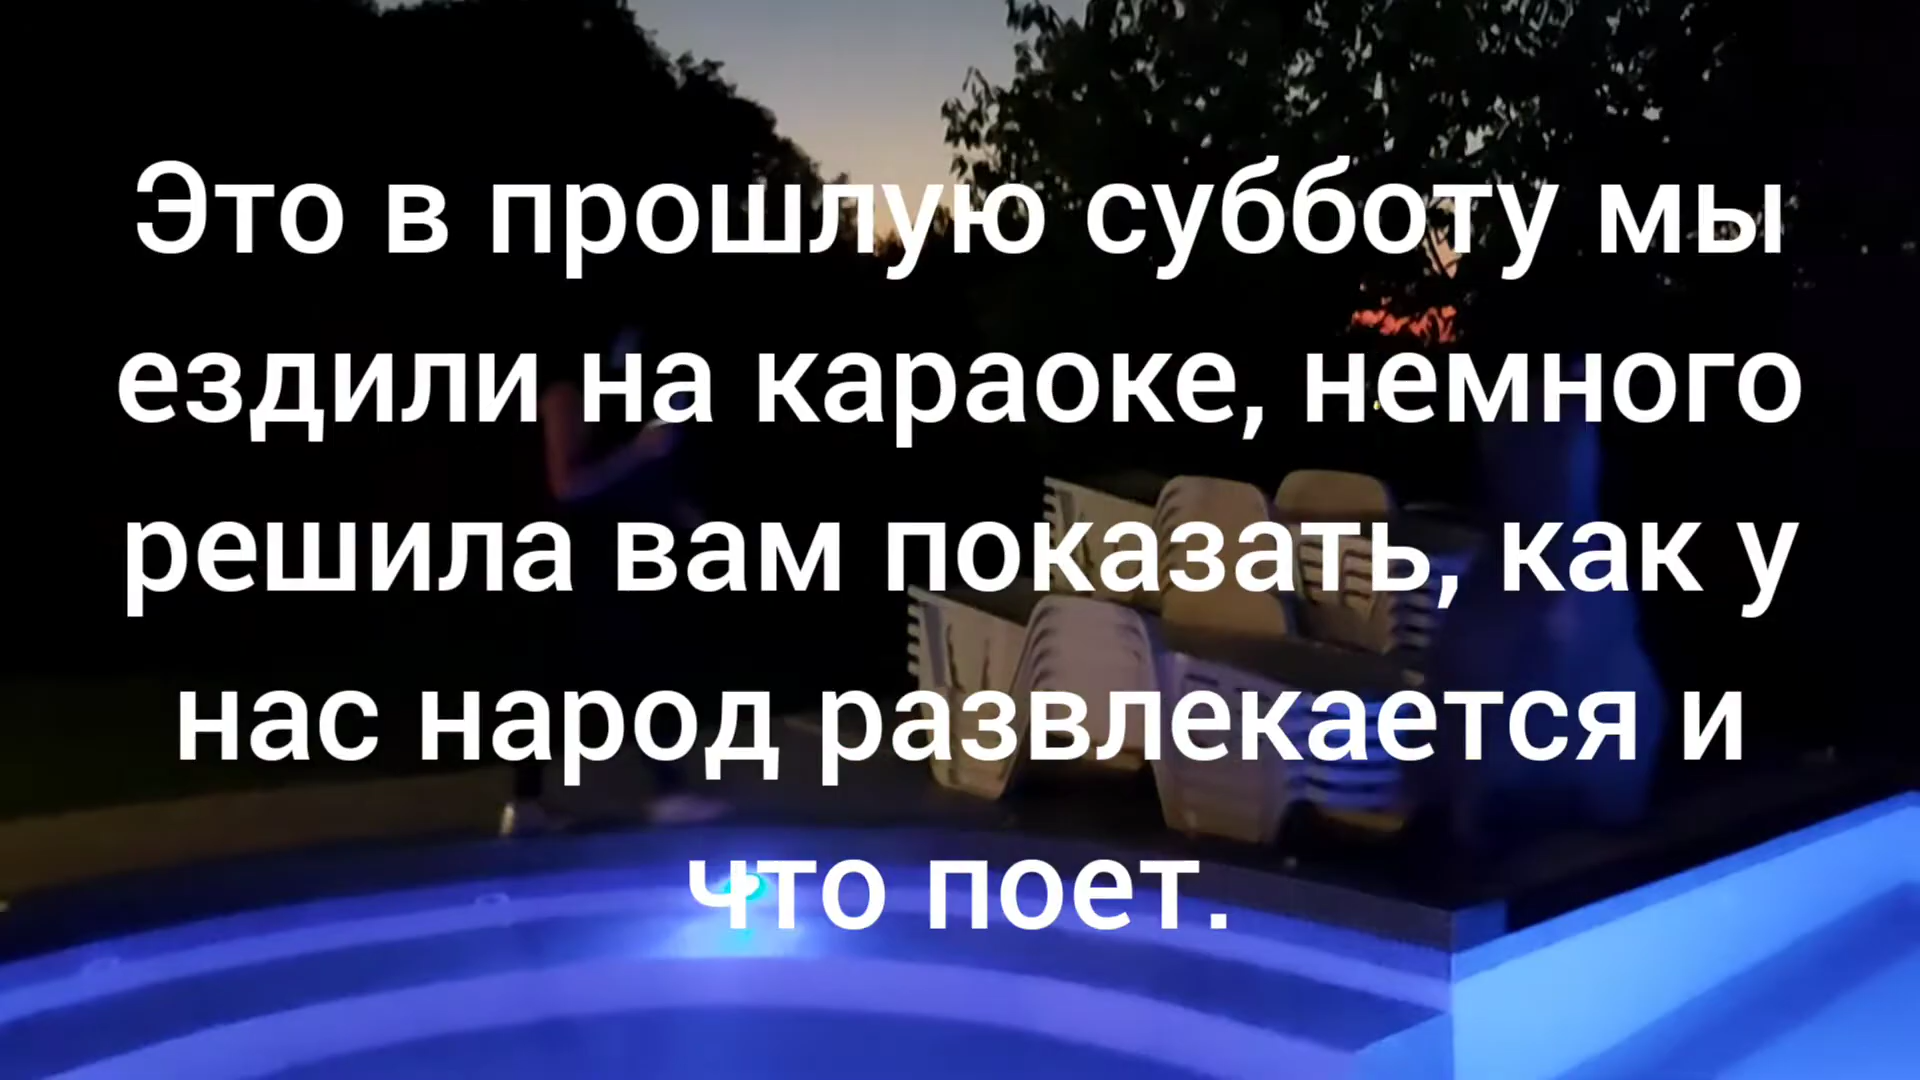 Это в прошлую субботу мы
ездили на караоке, немного
решила вам показать, как у
нас народ развлекается и
что поет.